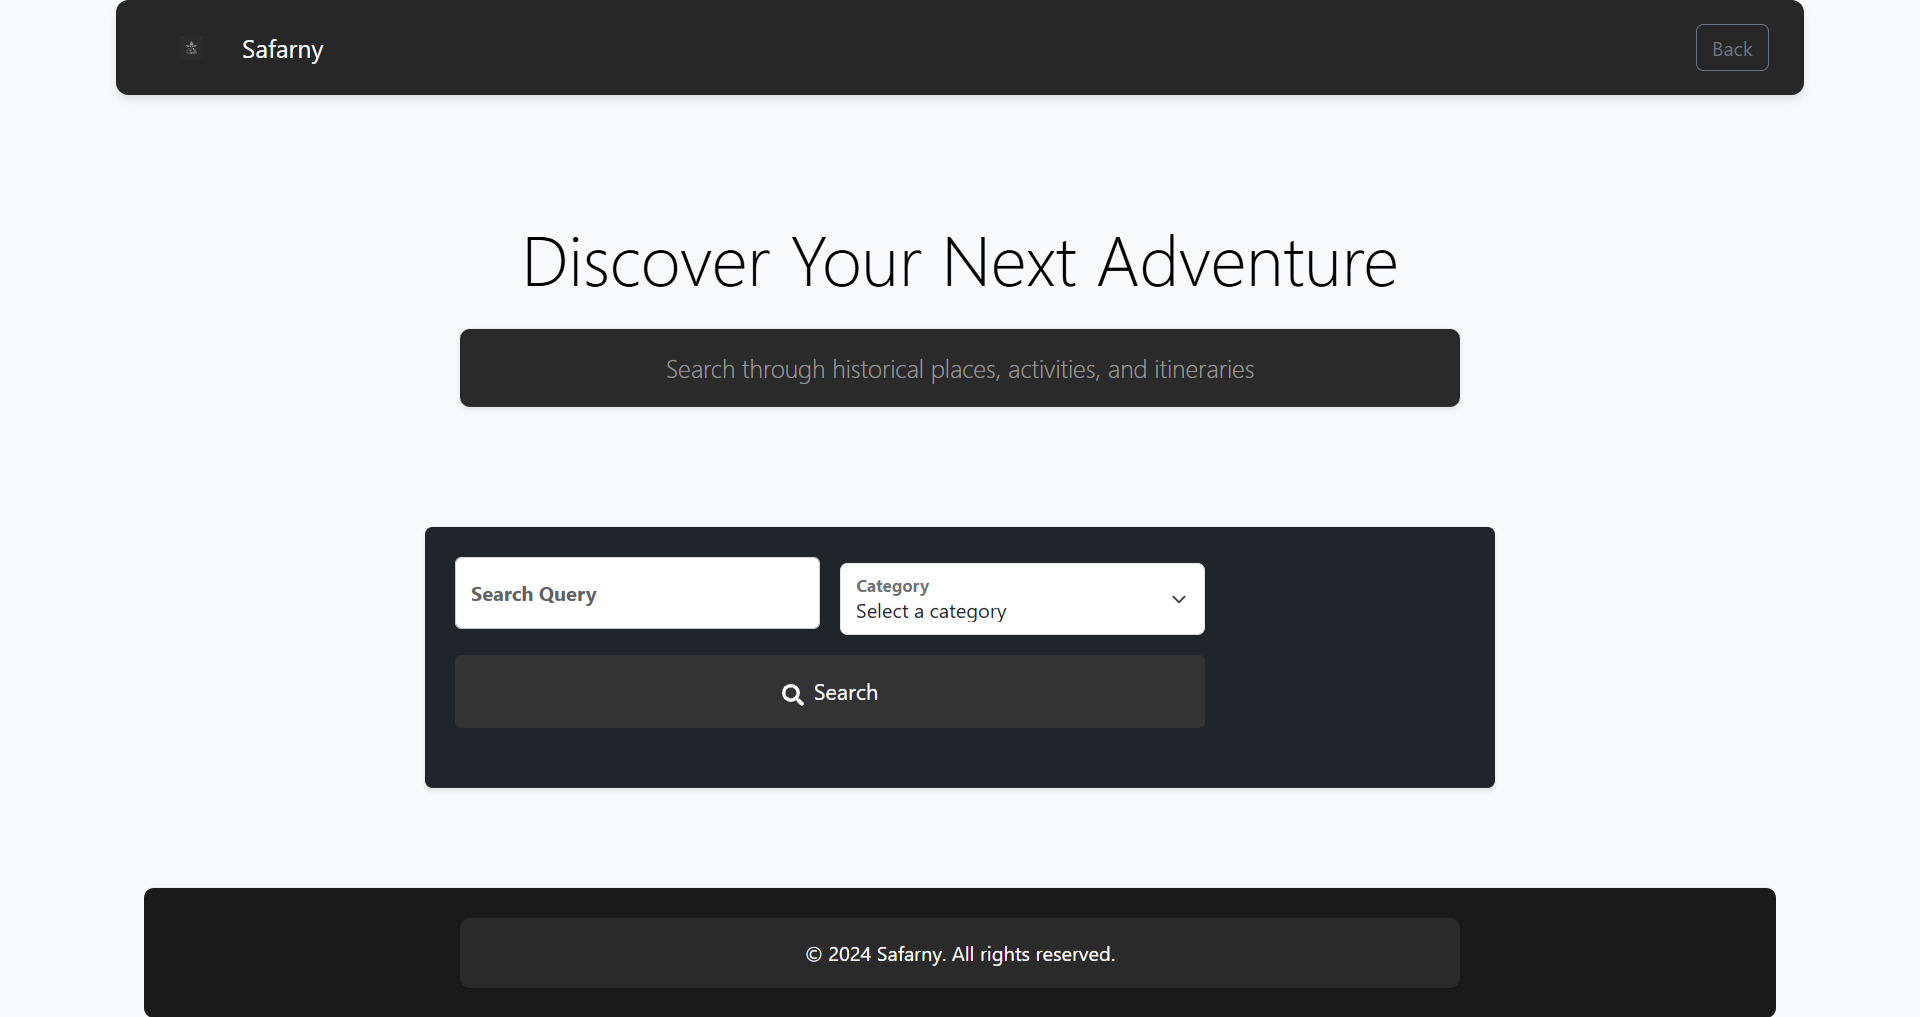 Safarny
Back
Discover Your Next Adventure
Search through historical places, activities, and itineraries
Search Query
Category
Select a category
Search
© 2024 Safarny. All rights reserved.